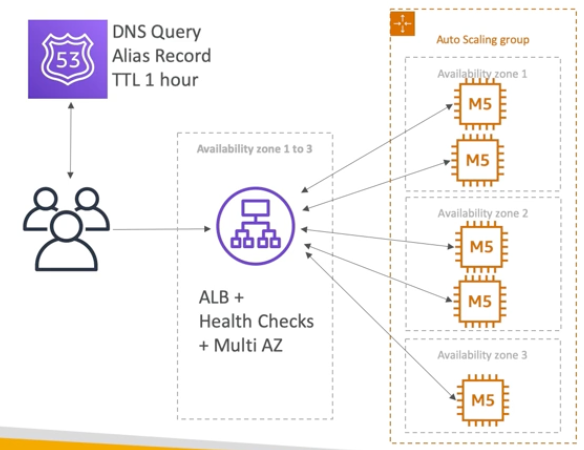 53
DNS Query
Alias Record
TTL 1 hour
Availability zone 1 to 3
ALB +
Health Checks
+ Multi AZ
Auto Scaling group
Availability zone 1
M5
M5
Availability zone 2
M5
M5
Availability zone 3
M5